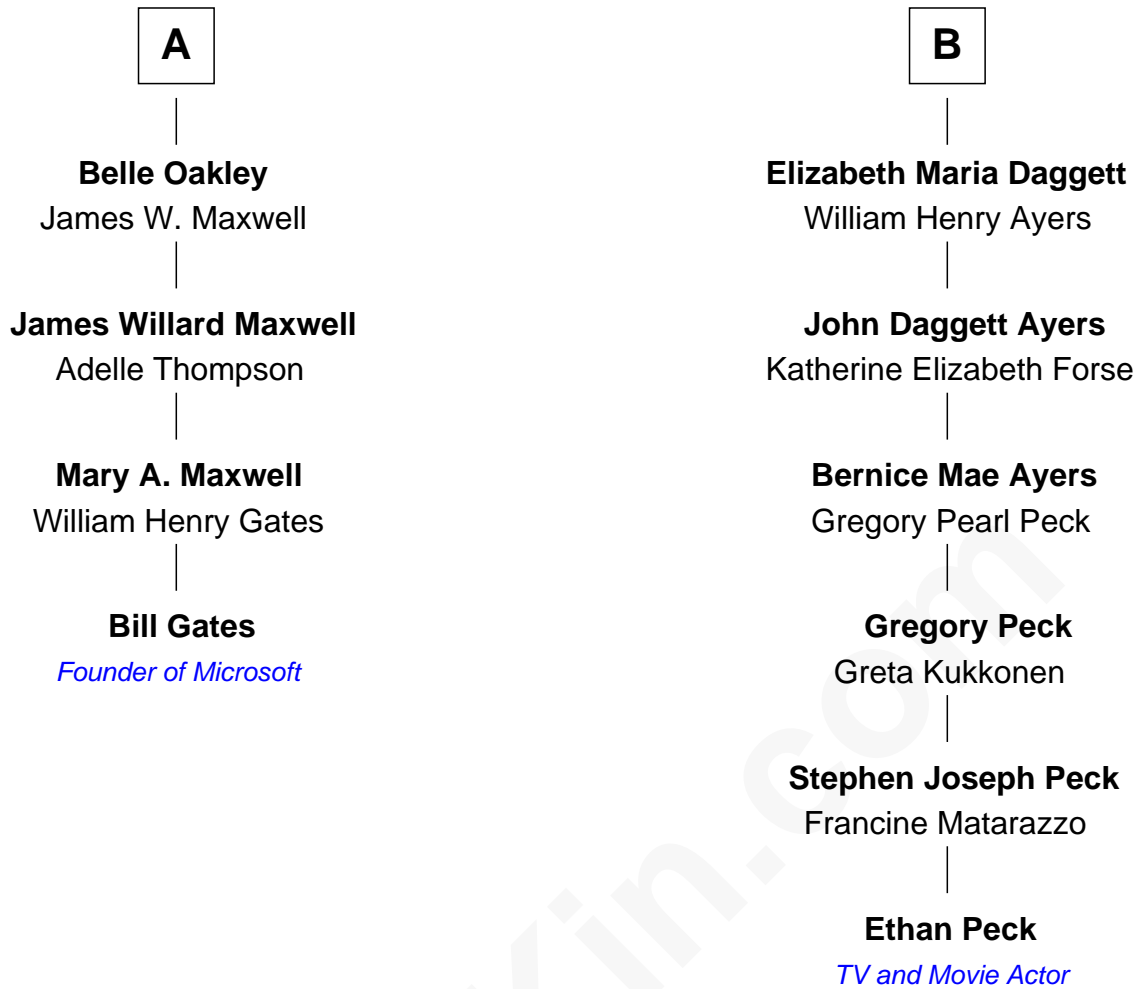 A
Belle Oakley
James W. Maxwell
James Willard Maxwell
Adelle Thompson
Mary A. Maxwell
William Henry Gates
Bill Gates
Founder of Microsoft
B
Elizabeth Maria Daggett
William Henry Ayers
John Daggett Ayers
Katherine Elizabeth Forse
Bernice Mae Ayers
Gregory Pearl Peck
Gregory Peck
Greta Kukkonen
Stephen Joseph Peck
Francine Matarazzo
Ethan Peck
TV and Movie Actor